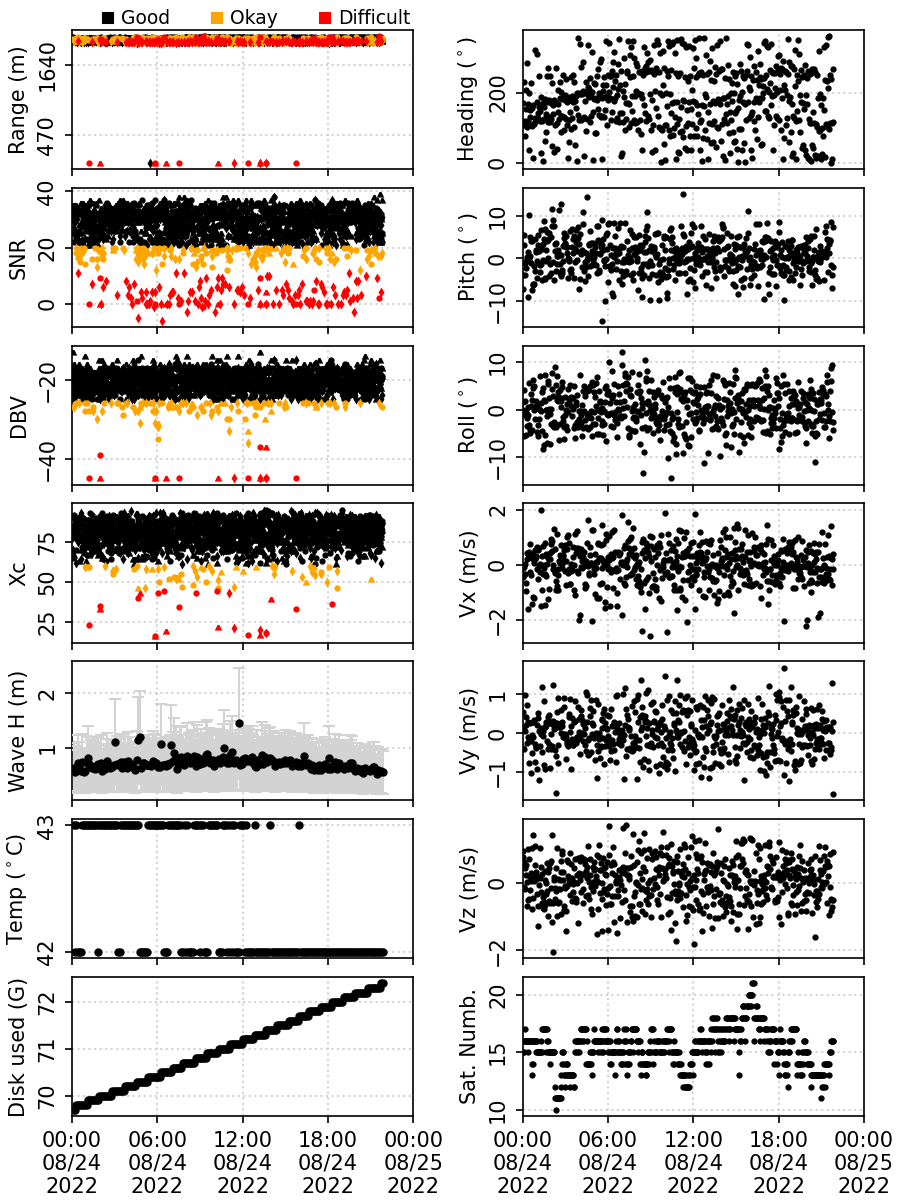 Good Okay Difficult
Range (m)
1640
470
Heading (°)
200
0
SNR
40
20
0
Pitch (°)
10
0
−10
DBV
−20
−40
Roll (°)
10
0
−10
Xc
75
50
25
Vx (m/s)
2
0
−2
Wave H (m)
2
1
Vy (m/s)
1
0
−1
Temp (°C)
43
42
Vz (m/s)
0
−2
Disk used (G)
72
71
70
Sat. Numb.
20
15
10
00:00 06:00 12:00 18:00 00:00
08/24 08/24 08/24 08/24 08/25
2022 2022 2022 2022 2022
00:00 06:00 12:00 18:00 00:00
08/24 08/24 08/24 08/24 08/25
2022 2022 2022 2022 2022